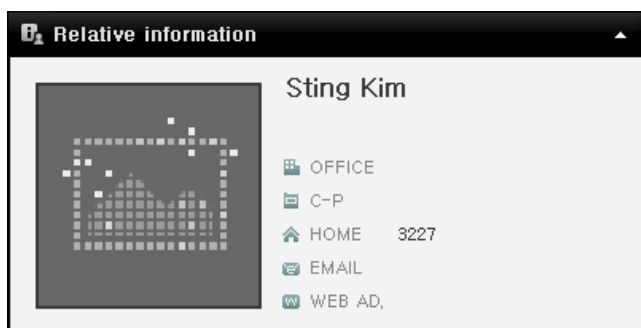 Relative information
Sting Kim
OFFICE
C-P
HOME 3227
EMAIL
WEB AD,